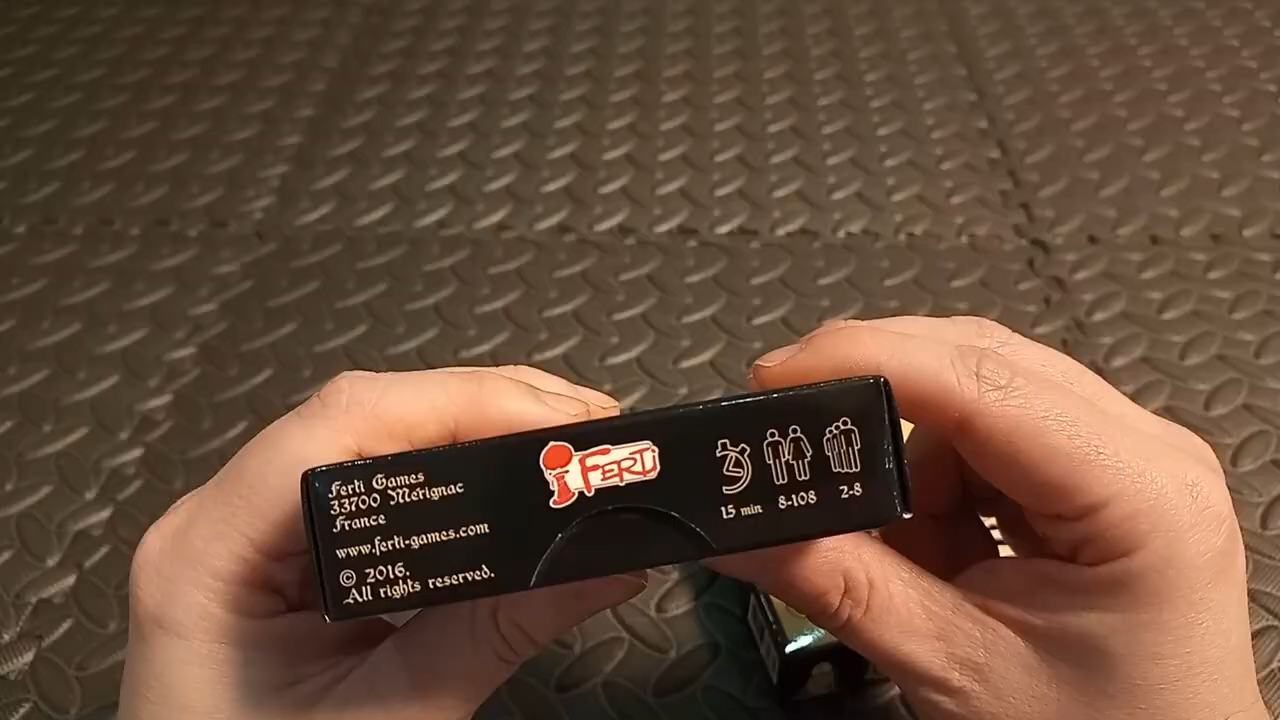 Ferti Games
33700 Merignac
France
www.ferti-games.com
© 2016.
All rights reserved.
FERTI
15 min
8-108
2-8